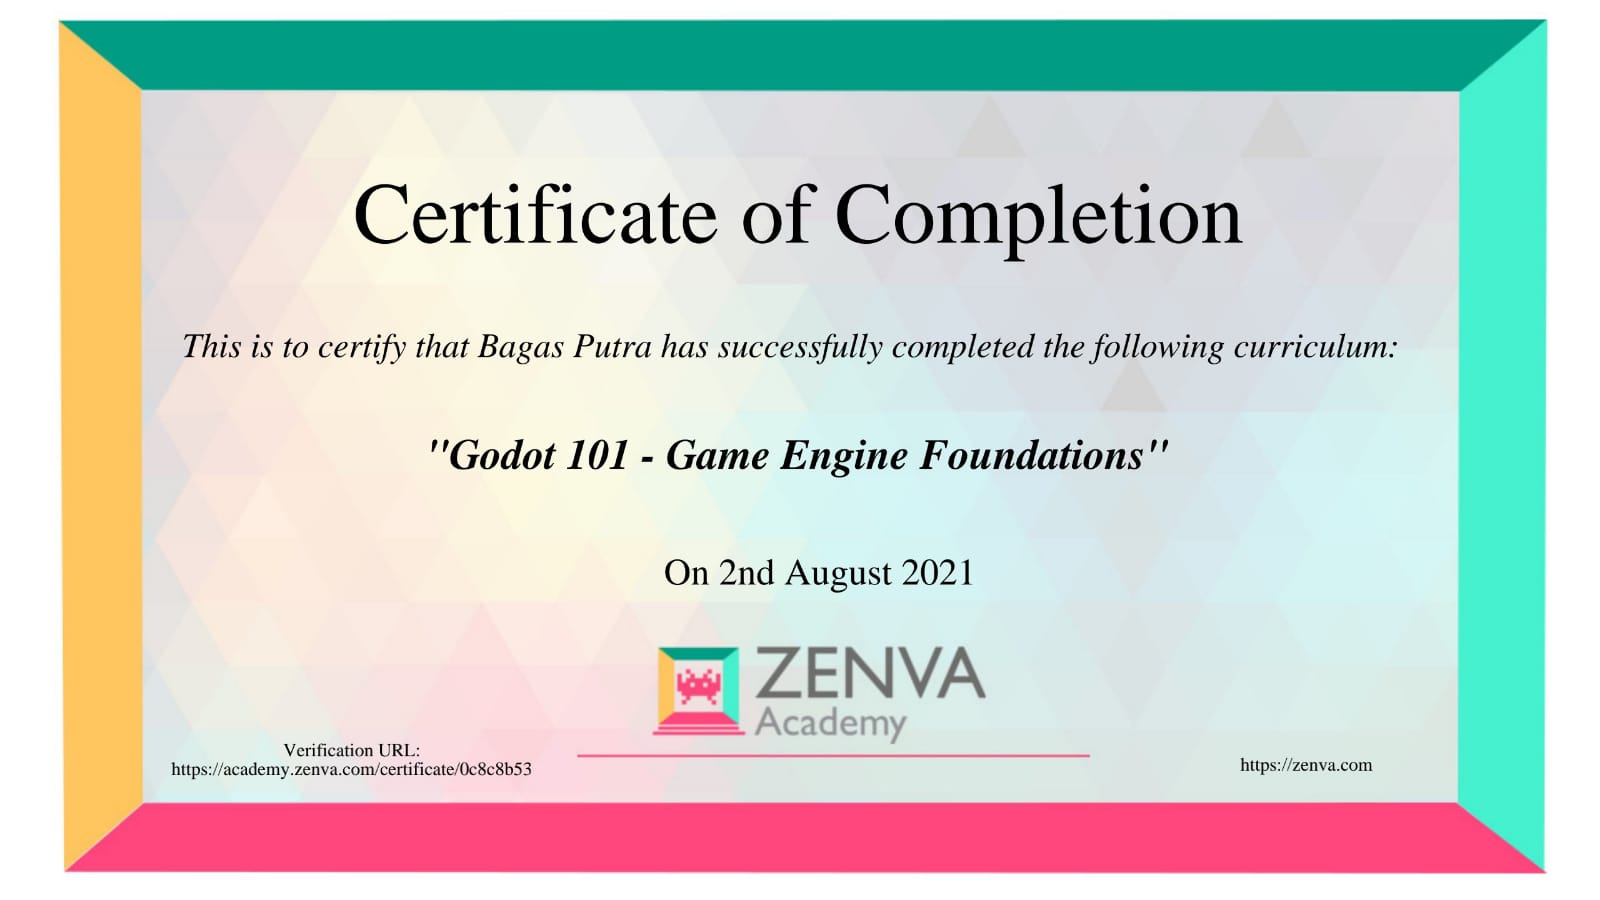 Certificate of Completion
This is to certify that Bagas Putra has successfully completed the following curriculum:
"Godot 101 - Game Engine Foundations"
On 2nd August 2021
ZENVA
Academy
Verification URL:
https://academy.zenva.com/certificate/0c8c8b53
https://zenva.com